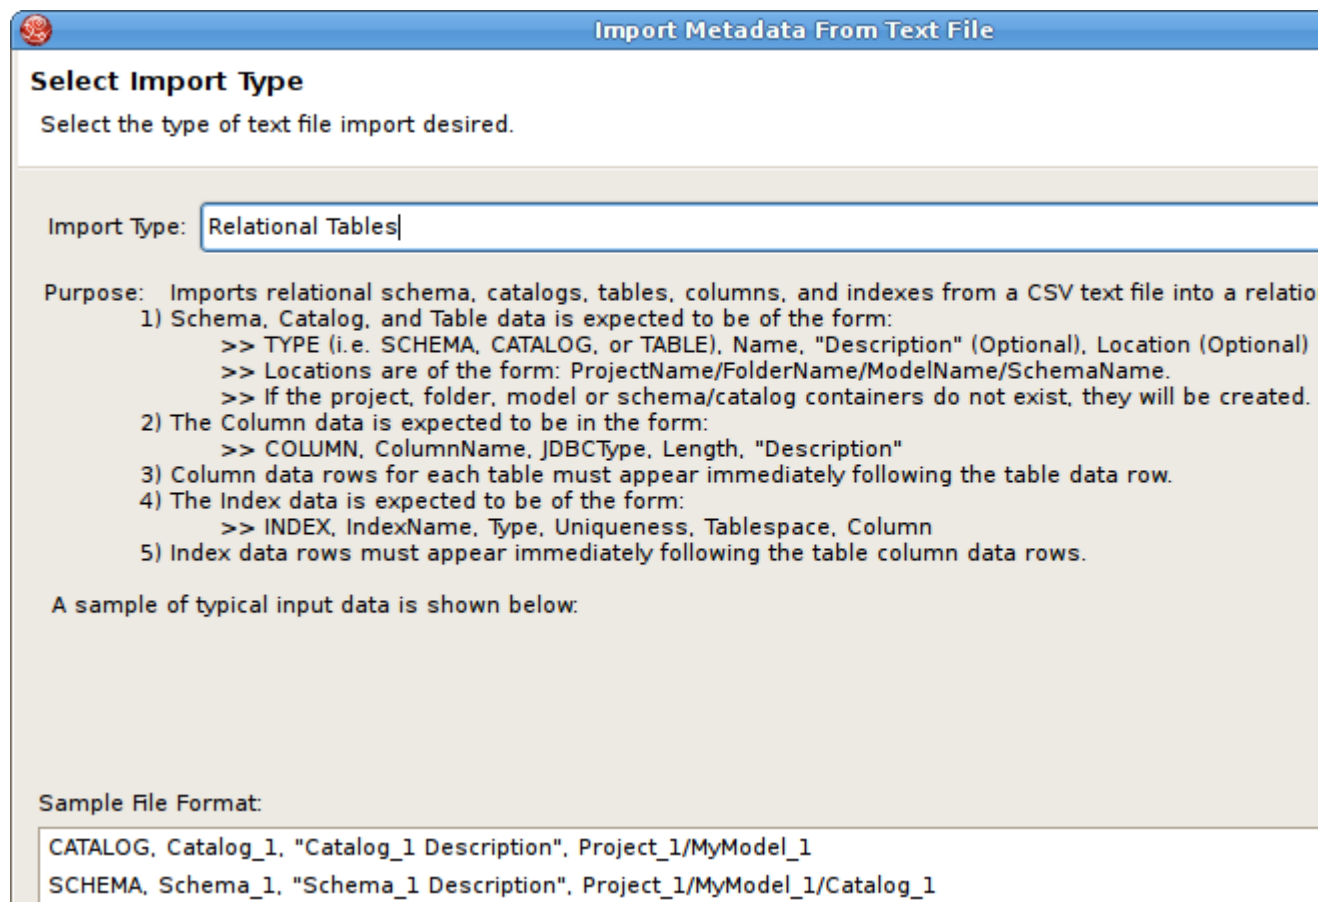 Import Metadata From Text File
Select Import Type
Select the type of text file import desired.
Import Type: Relational Tables
Purpose: Imports relational schema, catalogs, tables, columns, and indexes from a CSV text file into a
1) Schema, Catalog, and Table data is expected to be of the form:
>> TYPE (i.e. SCHEMA, CATALOG, or TABLE), Name, "Description" (Optional), Location (Optional)
>> Locations are of the form: ProjectName/FolderName/ModelName/SchemaName.
>> If the project, folder, model or schema/catalog containers do not exist, they will be created.
2) The Column data is expected to be in the form:
>> COLUMN, ColumnName, JDBCType, Length, "Description"
3) Column data rows for each table must appear immediately following the table data row.
4) The Index data is expected to be of the form:
>> INDEX, IndexName, Type, Uniqueness, Tablespace, Column
5) Index data rows must appear immediately following the table column data rows.
A sample of typical input data is shown below:
Sample File Format:
CATALOG, Catalog_1, "Catalog_1 Description", Project_1/MyModel_1
SCHEMA, Schema_1, "Schema_1 Description", Project_1/MyModel_1/Catalog_1